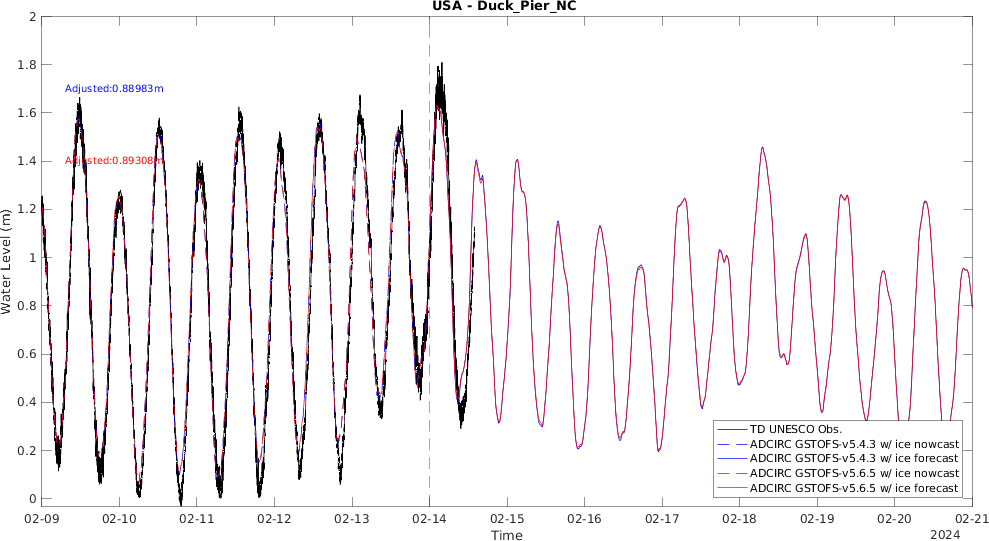 USA - Duck_Pier_NC
2
1.8
1.6
1.4
1.2
1
0.8
0.6
0.4
0.2
0
Water Level (m)
Adjusted:0.88983m
Adjusted:0.89308m
TD UNESCO Obs.
ADCIRC GSTOFS-v5.4.3 w/ ice nowcast
ADCIRC GSTOFS-v5.4.3 w/ ice forecast
ADCIRC GSTOFS-v5.6.5 w/ ice nowcast
ADCIRC GSTOFS-v5.6.5 w/ ice forecast
02-09 02-10 02-11 02-12 02-13 02-14 02-15 02-16 02-17 02-18 02-19 02-20 02-21
Time
2024